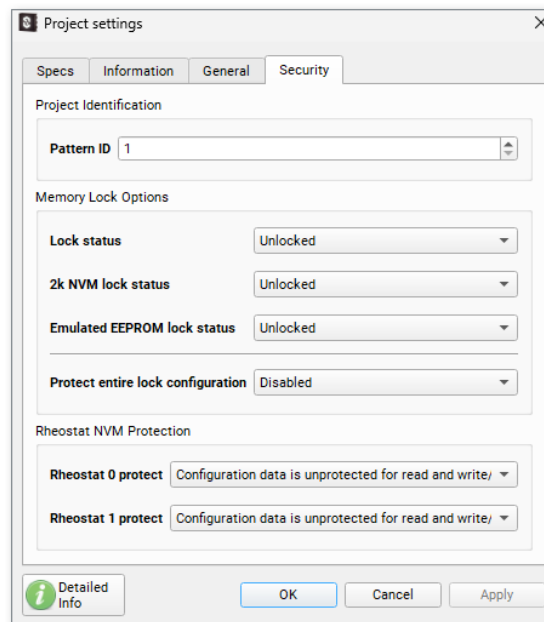 Project settings
Specs Information General Security
Project Identification
Pattern ID 1
Memory Lock Options
Lock status Unlocked
2k NVM lock status Unlocked
Emulated EEPROM lock status Unlocked
Protect entire lock configuration Disabled
Rheostat NVM Protection
Rheostat 0 protect Configuration data is unprotected for read and write/
Rheostat 1 protect Configuration data is unprotected for read and write/
Detailed
Info
OK Cancel Apply